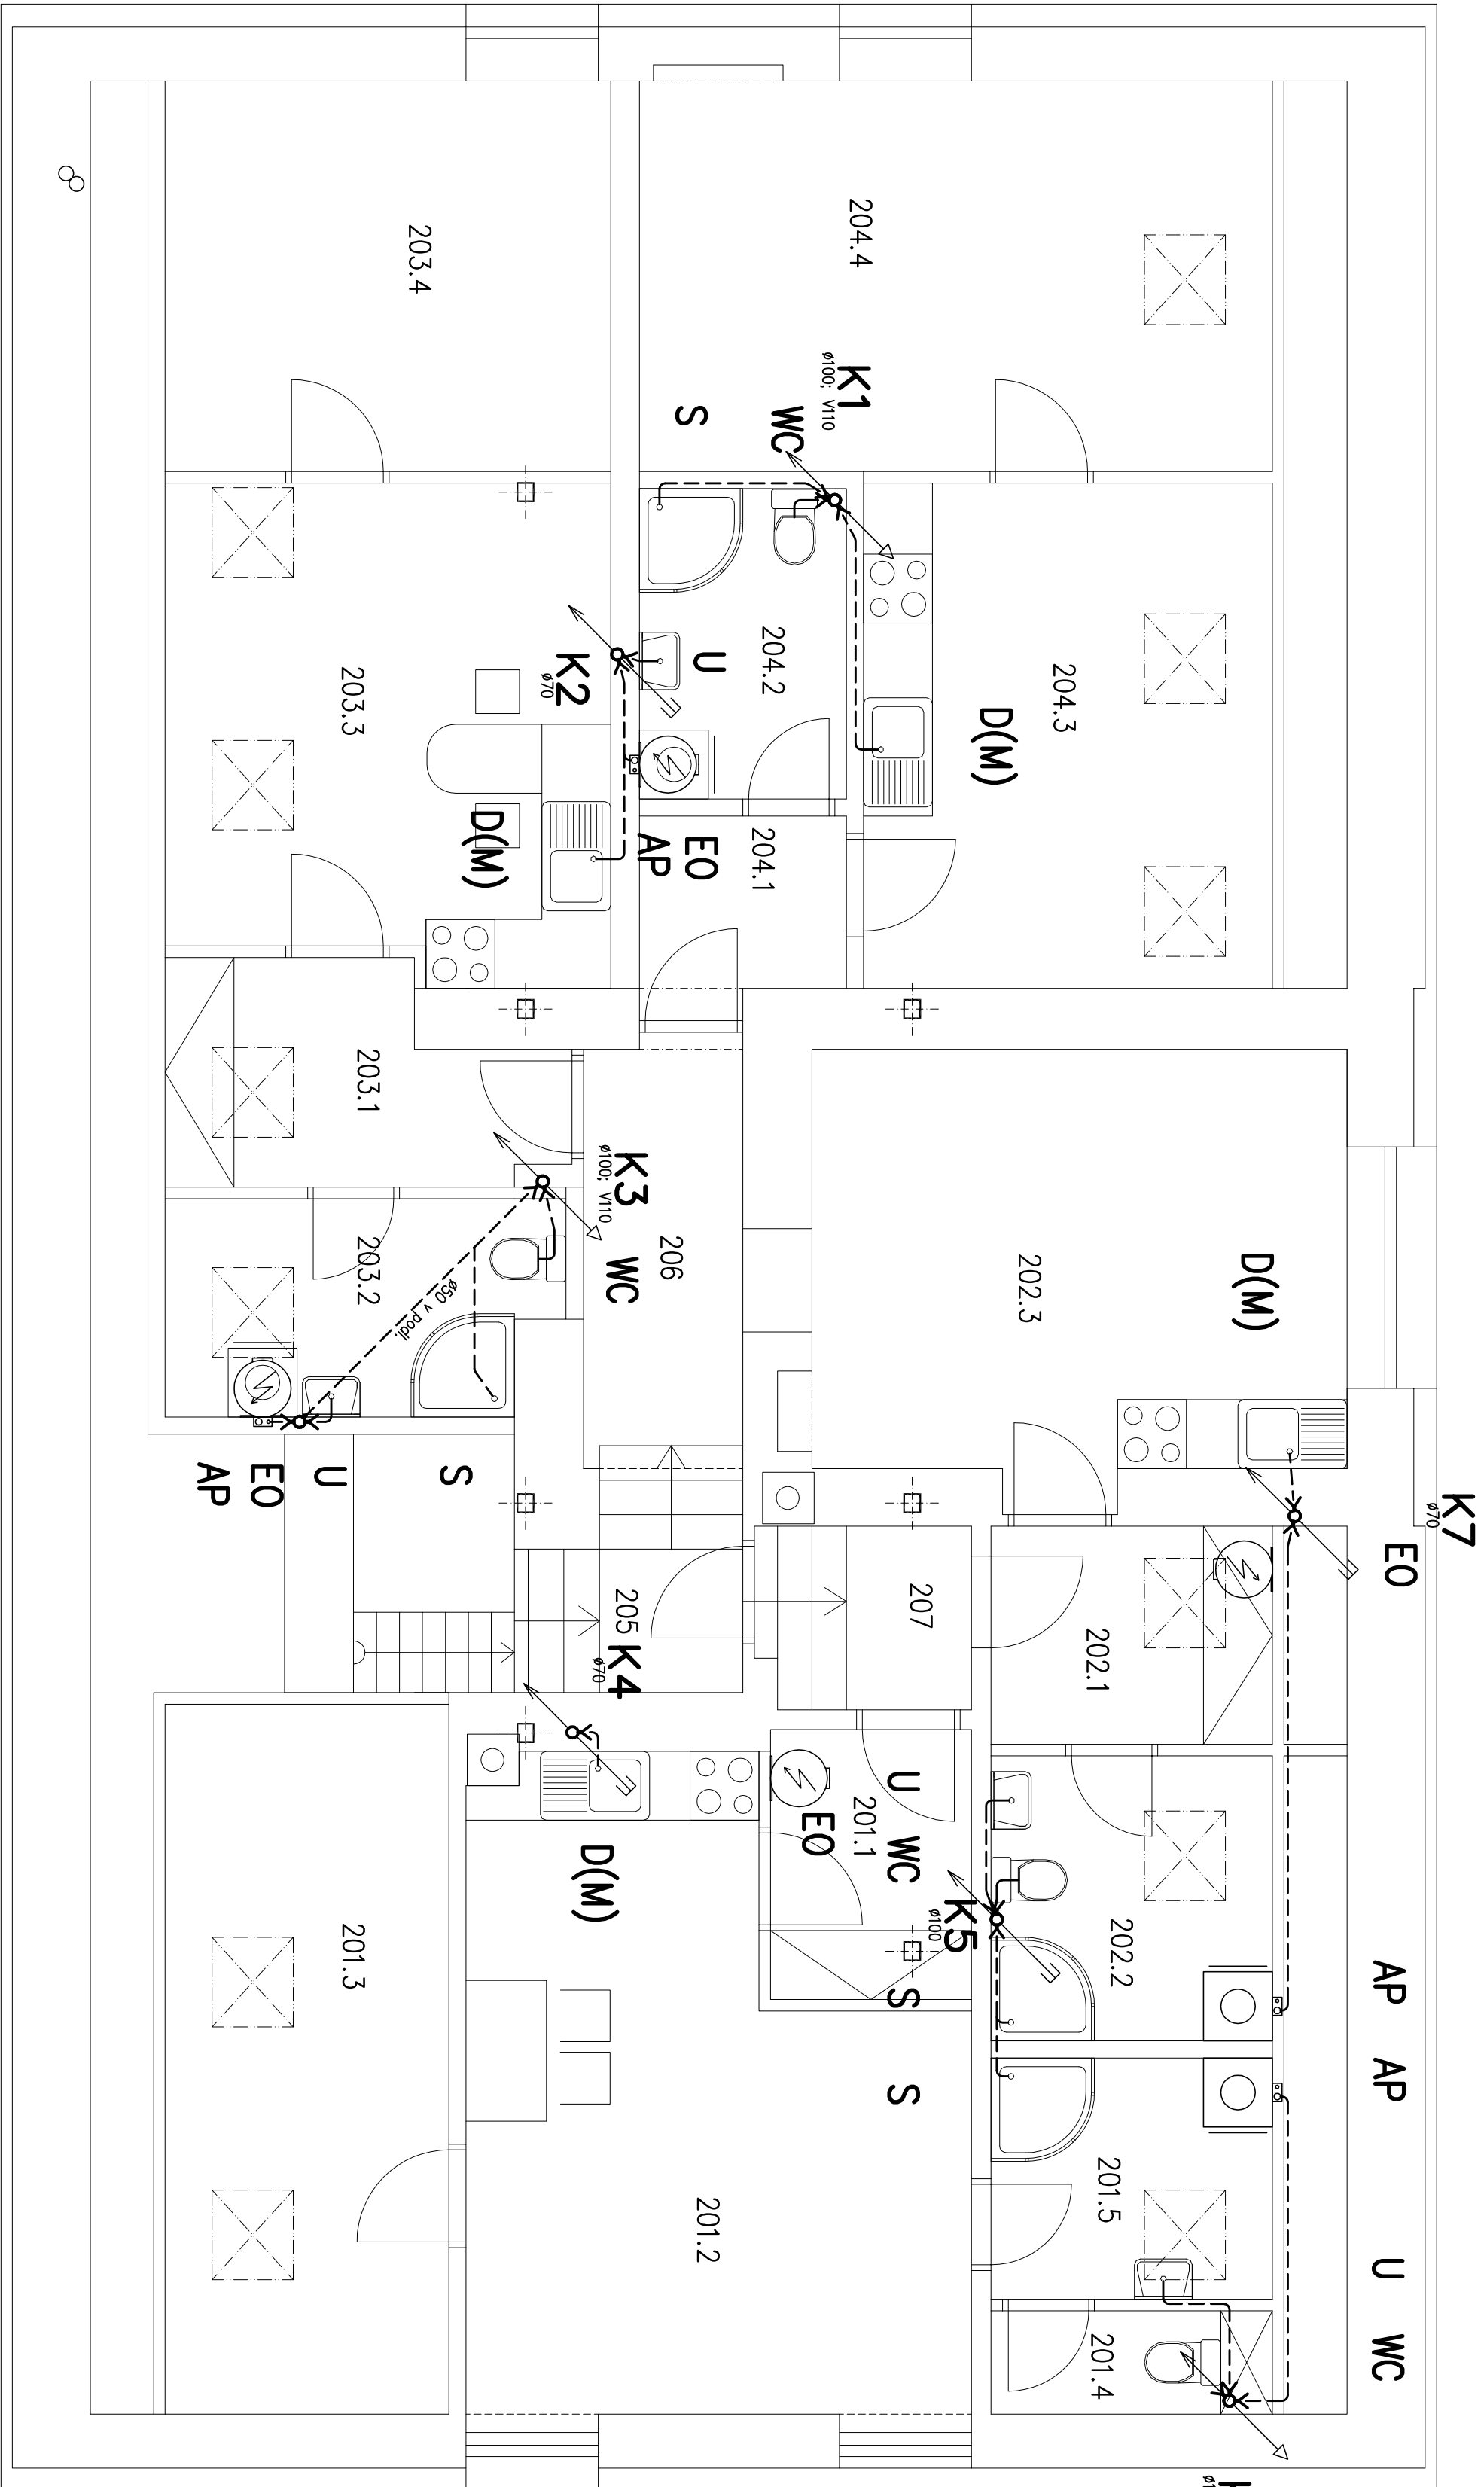 K7
ø70
EO
AP
AP
U
WC
D(M)
204.4
204.3
D(M)
K1
ø100; V110
WC
S
204.2
U
204.1
EO
AP
K2
ø70
203.4
203.3
D(M)
203.1
K3
ø100; V110
WC
206
203.2
ø50 v podl.
S
U
EO
AP
202.3
207
205
K4
ø70
202.1
202.2
201.5
201.4
U
WC
K5
ø100
S
S
201.1
EO
D(M)
201.2
201.3